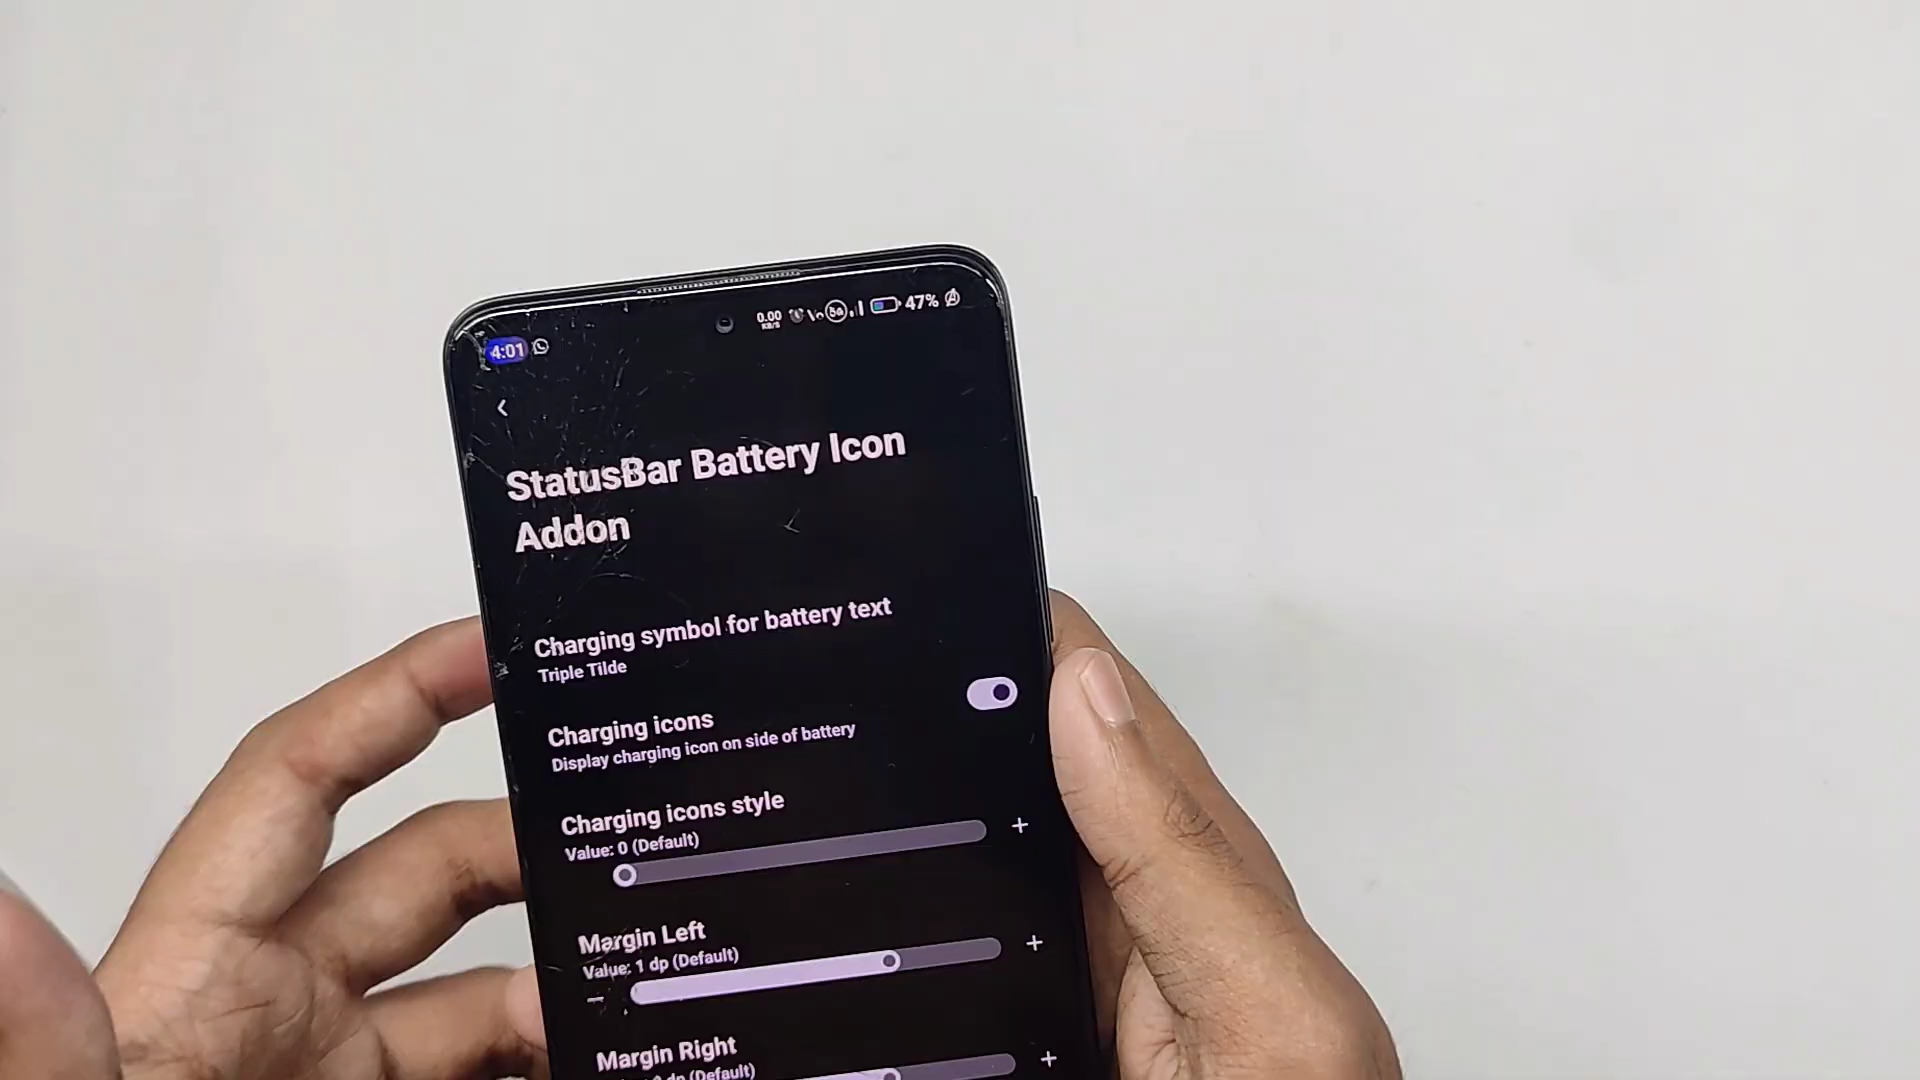 4:01
0.00
KB/S
47%
StatusBar Battery Icon
Addon
Charging symbol for battery text
Triple Tilde
Charging icons
Display charging icon on side of battery
Charging icons style
Value: 0 (Default)
+
Margin Left
Value: 1 dp (Default)
− +
Margin Right
dp (Default)
+